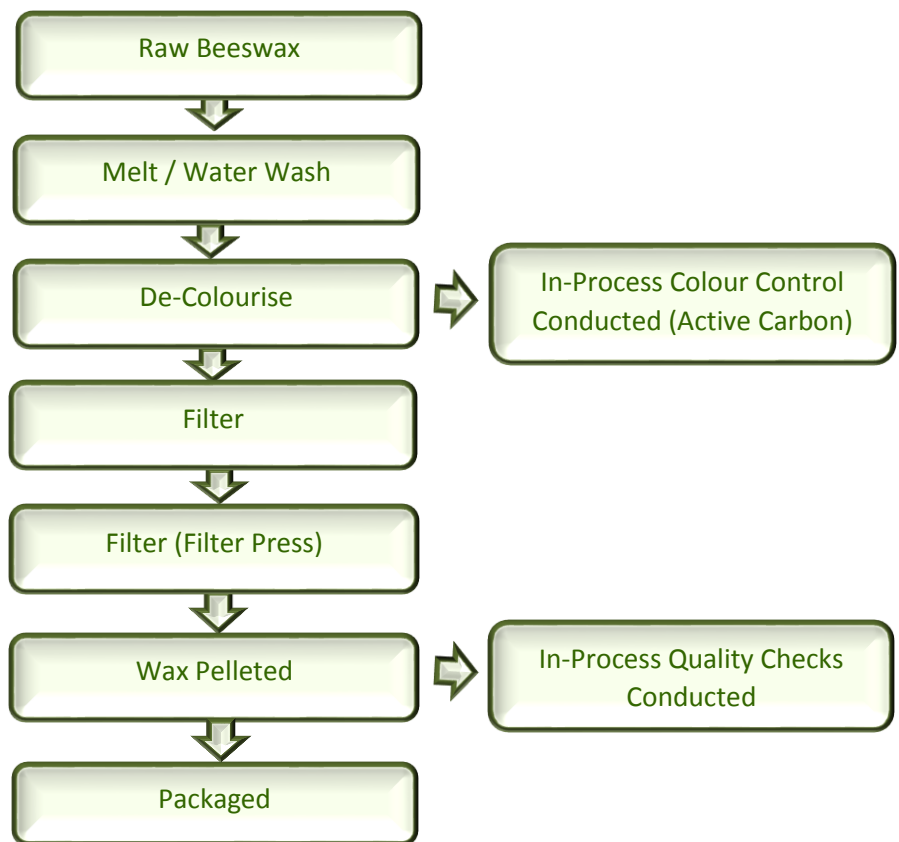 Raw Beeswax
Melt / Water Wash
De-Colourise
In-Process Colour Control
Conducted (Active Carbon)
Filter
Filter (Filter Press)
Wax Pelleted
In-Process Quality Checks
Conducted
Packaged